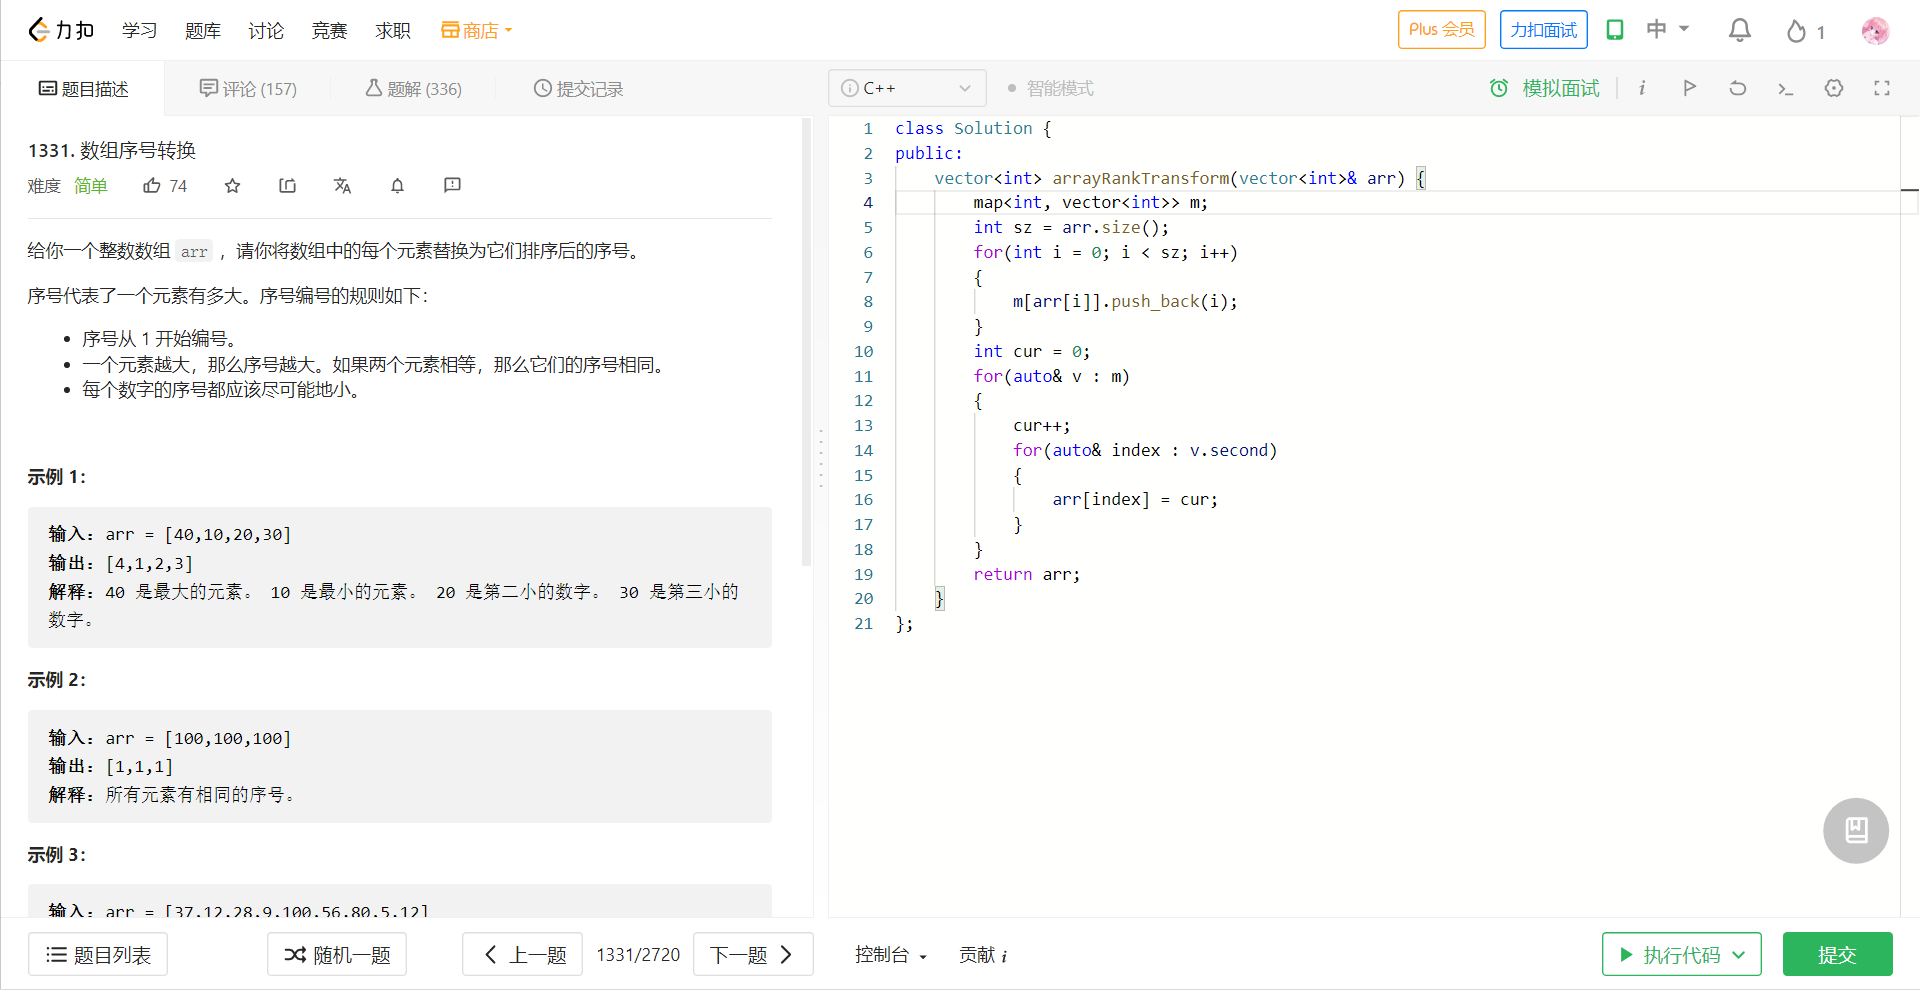 力扣 学习 题库 讨论 竞赛 求职 商店 Plus 会员 力扣面试 中 1
题目描述 评论 (157) 题解 (336) 提交记录
C++ 智能模式 模拟面试 i
1331. 数组序号转换
难度 简单 74
给你一个整数数组 arr ，请你将数组中的每个元素替换为它们排序后的序号。
序号代表了一个元素有多大。序号编号的规则如下：
序号从 1 开始编号。
一个元素越大，那么序号越大。如果两个元素相等，那么它们的序号相同。
每个数字的序号都应该尽可能地小。
示例 1：
输入：arr = [40,10,20,30]
输出：[4,1,2,3]
解释：40 是最大的元素。 10 是最小的元素。 20 是第二小的数字。 30 是第三小的
数字。
示例 2：
输入：arr = [100,100,100]
输出：[1,1,1]
解释：所有元素有相同的序号。
示例 3：
输入：arr = [37,12,28,9,100,56,80,5,12]
1 class Solution {
2 public:
3     vector<int> arrayRankTransform(vector<int>& arr) {
4         map<int, vector<int>> m;
5         int sz = arr.size();
6         for(int i = 0; i < sz; i++)
7         {
8             m[arr[i]].push_back(i);
9         }
10         int cur = 0;
11         for(auto& v : m)
12         {
13             cur++;
14             for(auto& index : v.second)
15             {
16                 arr[index] = cur;
17             }
18         }
19         return arr;
20     }
21 };
题目列表 随机一题 上一题 1331/2720 下一题 控制台 贡献 i 执行代码 提交